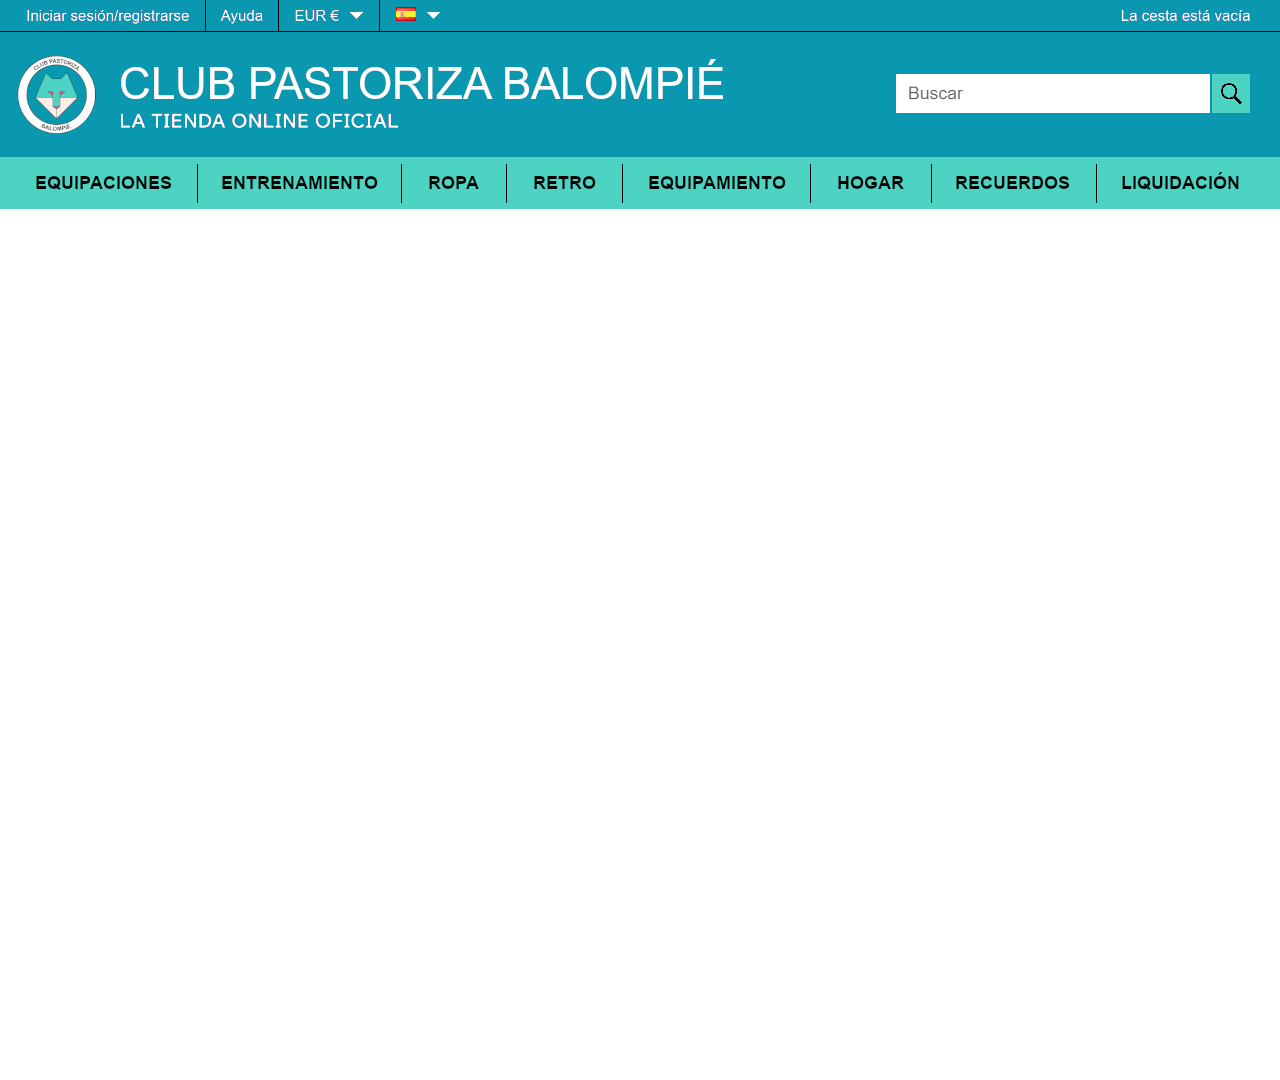 Iniciar sesión/registrarse Ayuda EUR € La cesta está vacía
CLUB PASTORIZA
BALOMPIÉ
CLUB PASTORIZA BALOMPIÉ
LA TIENDA ONLINE OFICIAL
Buscar
EQUIPACIONES ENTRENAMIENTO ROPA RETRO EQUIPAMIENTO HOGAR RECUERDOS LIQUIDACIÓN